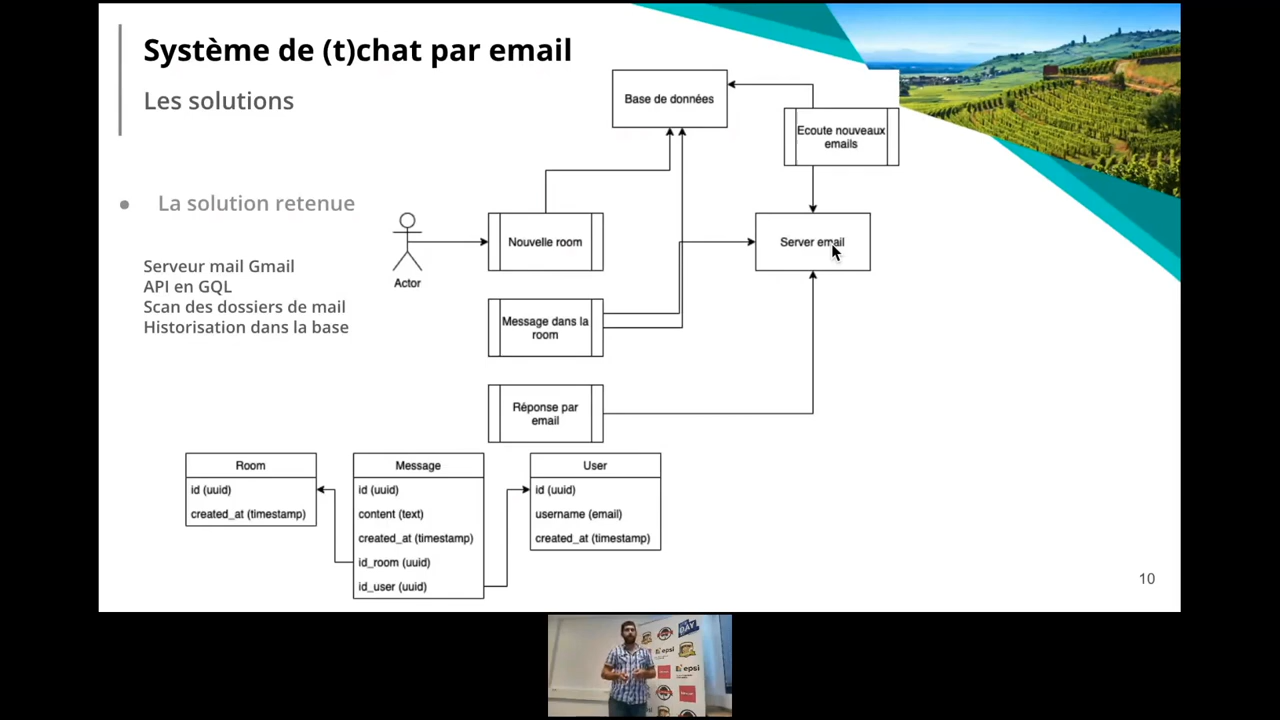 Système de (t)chat par email
Les solutions
La solution retenue
Serveur mail Gmail
API en GQL
Scan des dossiers de mail
Historisation dans la base
Base de données
Ecoute nouveaux
emails
Actor
Nouvelle room
Server email
Message dans la
room
Réponse par
email
Room
id (uuid)
created_at (timestamp)
Message
id (uuid)
content (text)
created_at (timestamp)
id_room (uuid)
id_user (uuid)
User
id (uuid)
username (email)
created_at (timestamp)
10
epsi
epsi